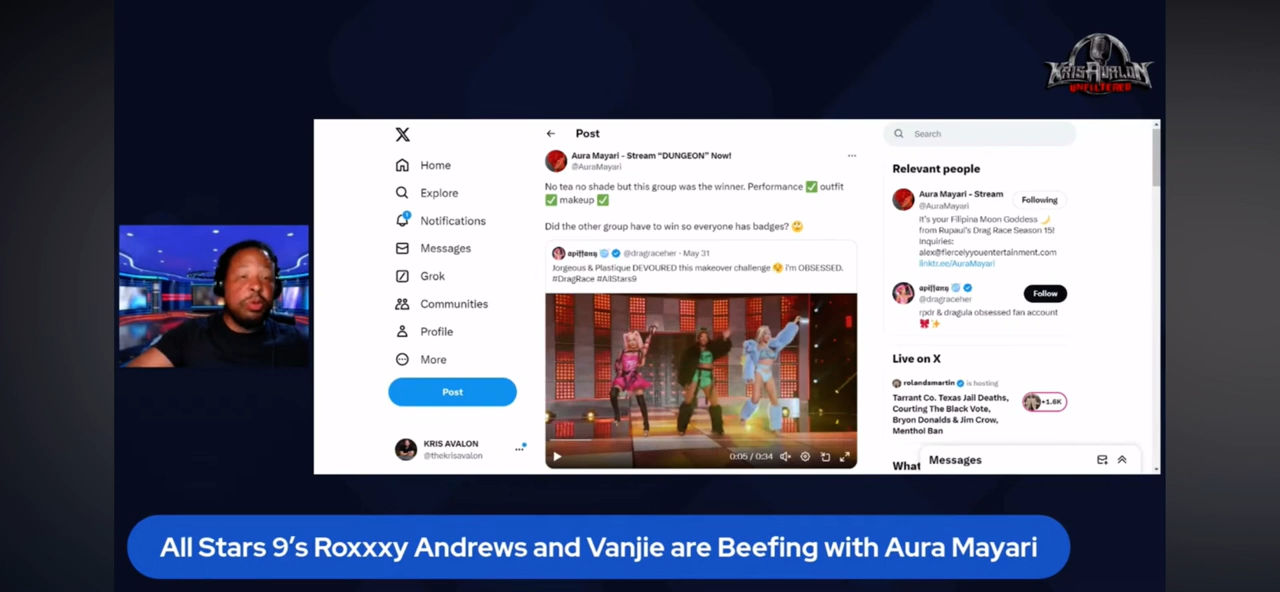 KRISAVALON
UNFILTERED
X
Home
Explore
Notifications
Messages
Grok
Communities
Profile
More
Post
KRIS AVALON
@thekrisavalon
Post
Aura Mayari - Stream “DUNGEON” Now!
@AuraMayari
No tea no shade but this group was the winner. Performance ✅ outfit
✅ makeup ✅
Did the other group have to win so everyone has badges? 🙄
@dragraceher · May 31
Jorgeous & Plastique DEVOURED this makeover challenge 😮‍💨 i'm OBSESSED.
#DragRace #AllStars9
0:05 / 0:34
Search
Relevant people
Aura Mayari - Stream
@AuraMayari
Following
It's your Filipina Moon Goddess 🌙
from Rupaul's Drag Race Season 15!
Inquiries:
alex@fiercelyyouentertainment.com
linktr.ee/AuraMayari
@dragraceher
Follow
rpdr & dragula obsessed fan account
🎀✨
Live on X
rolandsmartin is hosting
Tarrant Co. Texas Jail Deaths,
Courting The Black Vote,
Bryon Donalds & Jim Crow,
Menthol Ban
+1.6K
What
Messages
All Stars 9’s Roxxxy Andrews and Vanjie are Beefing with Aura Mayari